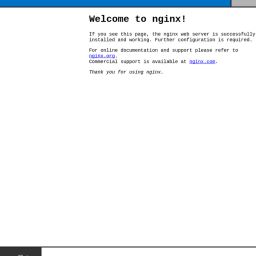 Welcome to nginx!
If you see this page, the nginx web server is successfully
installed and working. Further configuration is required.
For online documentation and support please refer to
nginx.org.
Commercial support is available at nginx.com.
Thank you for using nginx.